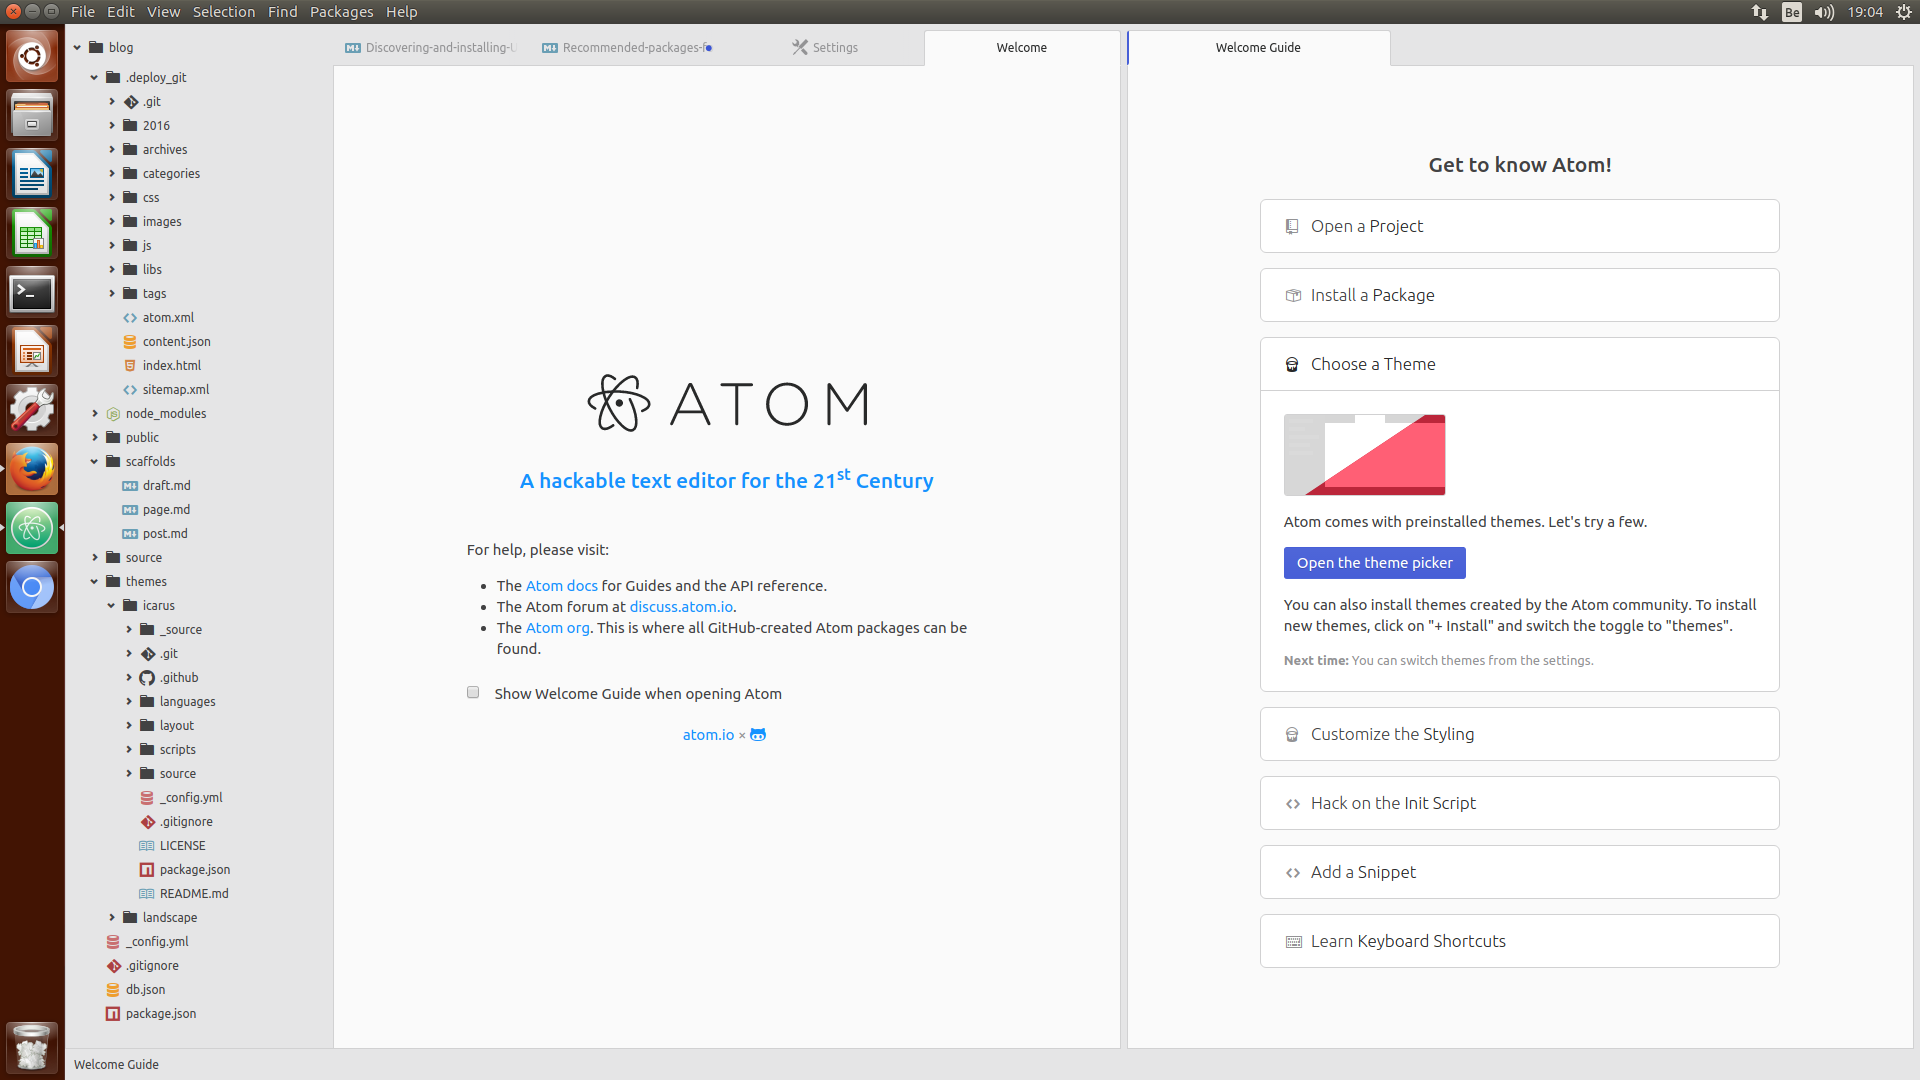 File Edit View Selection Find Packages Help
Be 19:04
blog
.deploy_git
.git
2016
archives
categories
css
images
js
libs
tags
atom.xml
content.json
index.html
sitemap.xml
node_modules
public
scaffolds
draft.md
page.md
post.md
source
themes
icarus
_source
.git
.github
languages
layout
scripts
source
_config.yml
.gitignore
LICENSE
package.json
README.md
landscape
_config.yml
.gitignore
db.json
package.json
Discovering-and-installing- Recommended-packages- Settings Welcome
ATOM
A hackable text editor for the 21st Century
For help, please visit:
• The Atom docs for Guides and the API reference.
• The Atom forum at discuss.atom.io.
• The Atom org. This is where all GitHub-created Atom packages can be
found.
Show Welcome Guide when opening Atom
atom.io ×
Welcome Guide
Get to know Atom!
Open a Project
Install a Package
Choose a Theme
Atom comes with preinstalled themes. Let's try a few.
Open the theme picker
You can also install themes created by the Atom community. To install
new themes, click on "+ Install" and switch the toggle to "themes".
Next time: You can switch themes from the settings.
Customize the Styling
Hack on the Init Script
Add a Snippet
Learn Keyboard Shortcuts
Welcome Guide